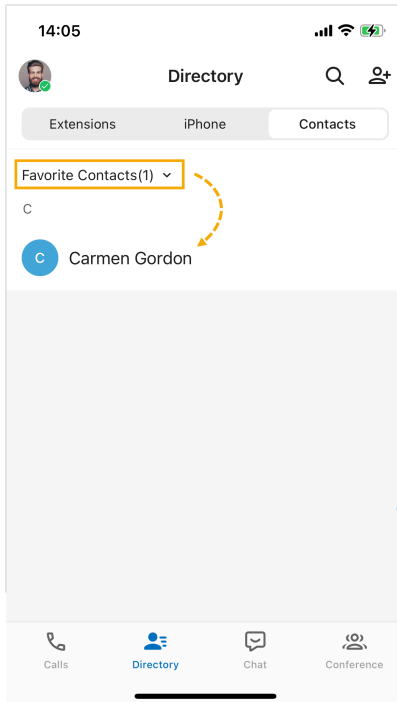 14:05
Directory
Extensions iPhone Contacts
Favorite Contacts(1)
C
C Carmen Gordon
Calls Directory Chat Conference